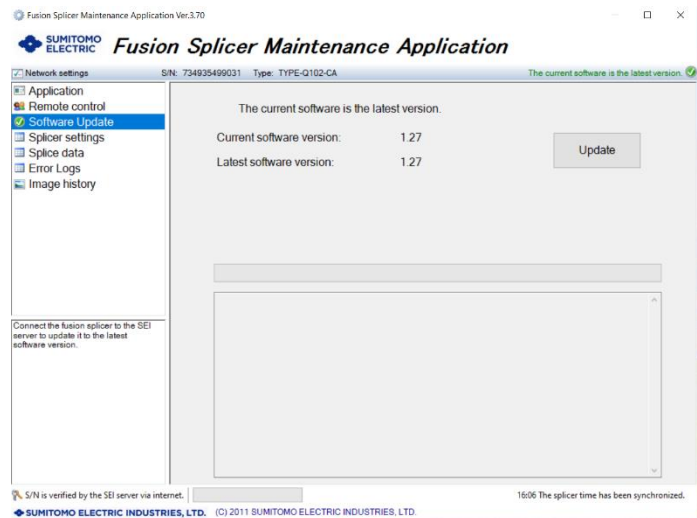 Fusion Splicer Maintenance Application Ver.3.70
SUMITOMO ELECTRIC Fusion Splicer Maintenance Application
Network settings S/N: 734935499031 Type: TYPE-Q102-CA The current software is the latest version.
Application
Remote control
Software Update
Splicer settings
Splice data
Error Logs
Image history
The current software is the latest version.
Current software version: 1.27
Latest software version: 1.27
Update
Connect the fusion splicer to the SEI
server to update it to the latest
software version.
S/N is verified by the SEI server via internet. 16:06 The splicer time has been synchronized.
SUMITOMO ELECTRIC INDUSTRIES, LTD. (C) 2011 SUMITOMO ELECTRIC INDUSTRIES, LTD.